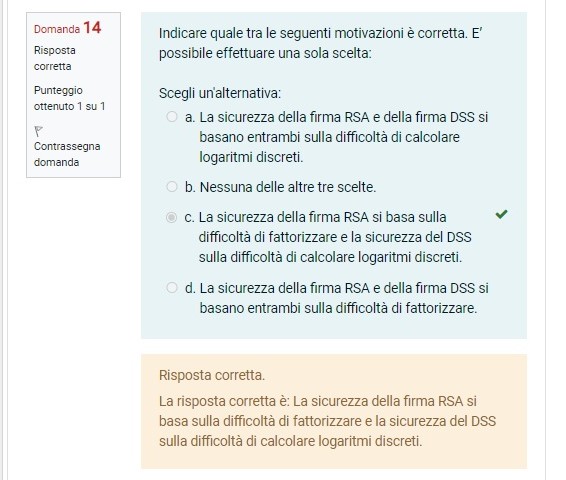 Domanda 14
Risposta
corretta
Punteggio
ottenuto 1 su 1
Contrassegna
domanda
Indicare quale tra le seguenti motivazioni è corretta. E'
possibile effettuare una sola scelta:
Scegli un'alternativa:
a. La sicurezza della firma RSA e della firma DSS si
basano entrambi sulla difficoltà di calcolare
logaritmi discreti.
b. Nessuna delle altre tre scelte.
c. La sicurezza della firma RSA si basa sulla
difficoltà di fattorizzare e la sicurezza del DSS
sulla difficoltà di calcolare logaritmi discreti.
d. La sicurezza della firma RSA e della firma DSS si
basano entrambi sulla difficoltà di fattorizzare.
Risposta corretta.
La risposta corretta è: La sicurezza della firma RSA si
basa sulla difficoltà di fattorizzare e la sicurezza del DSS
sulla difficoltà di calcolare logaritmi discreti.